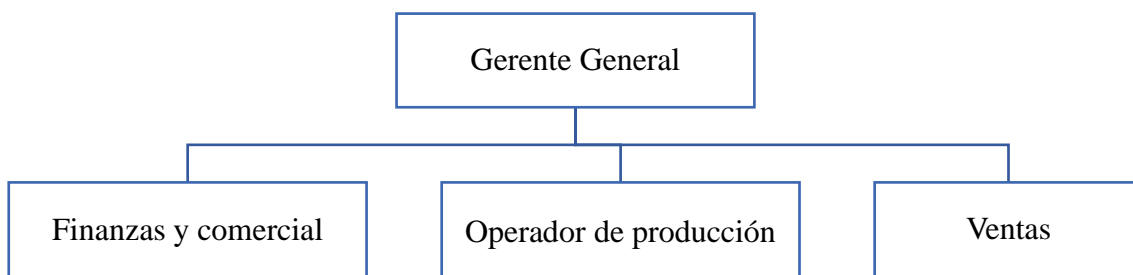 Gerente General
Finanzas y comercial
Operador de producción
Ventas